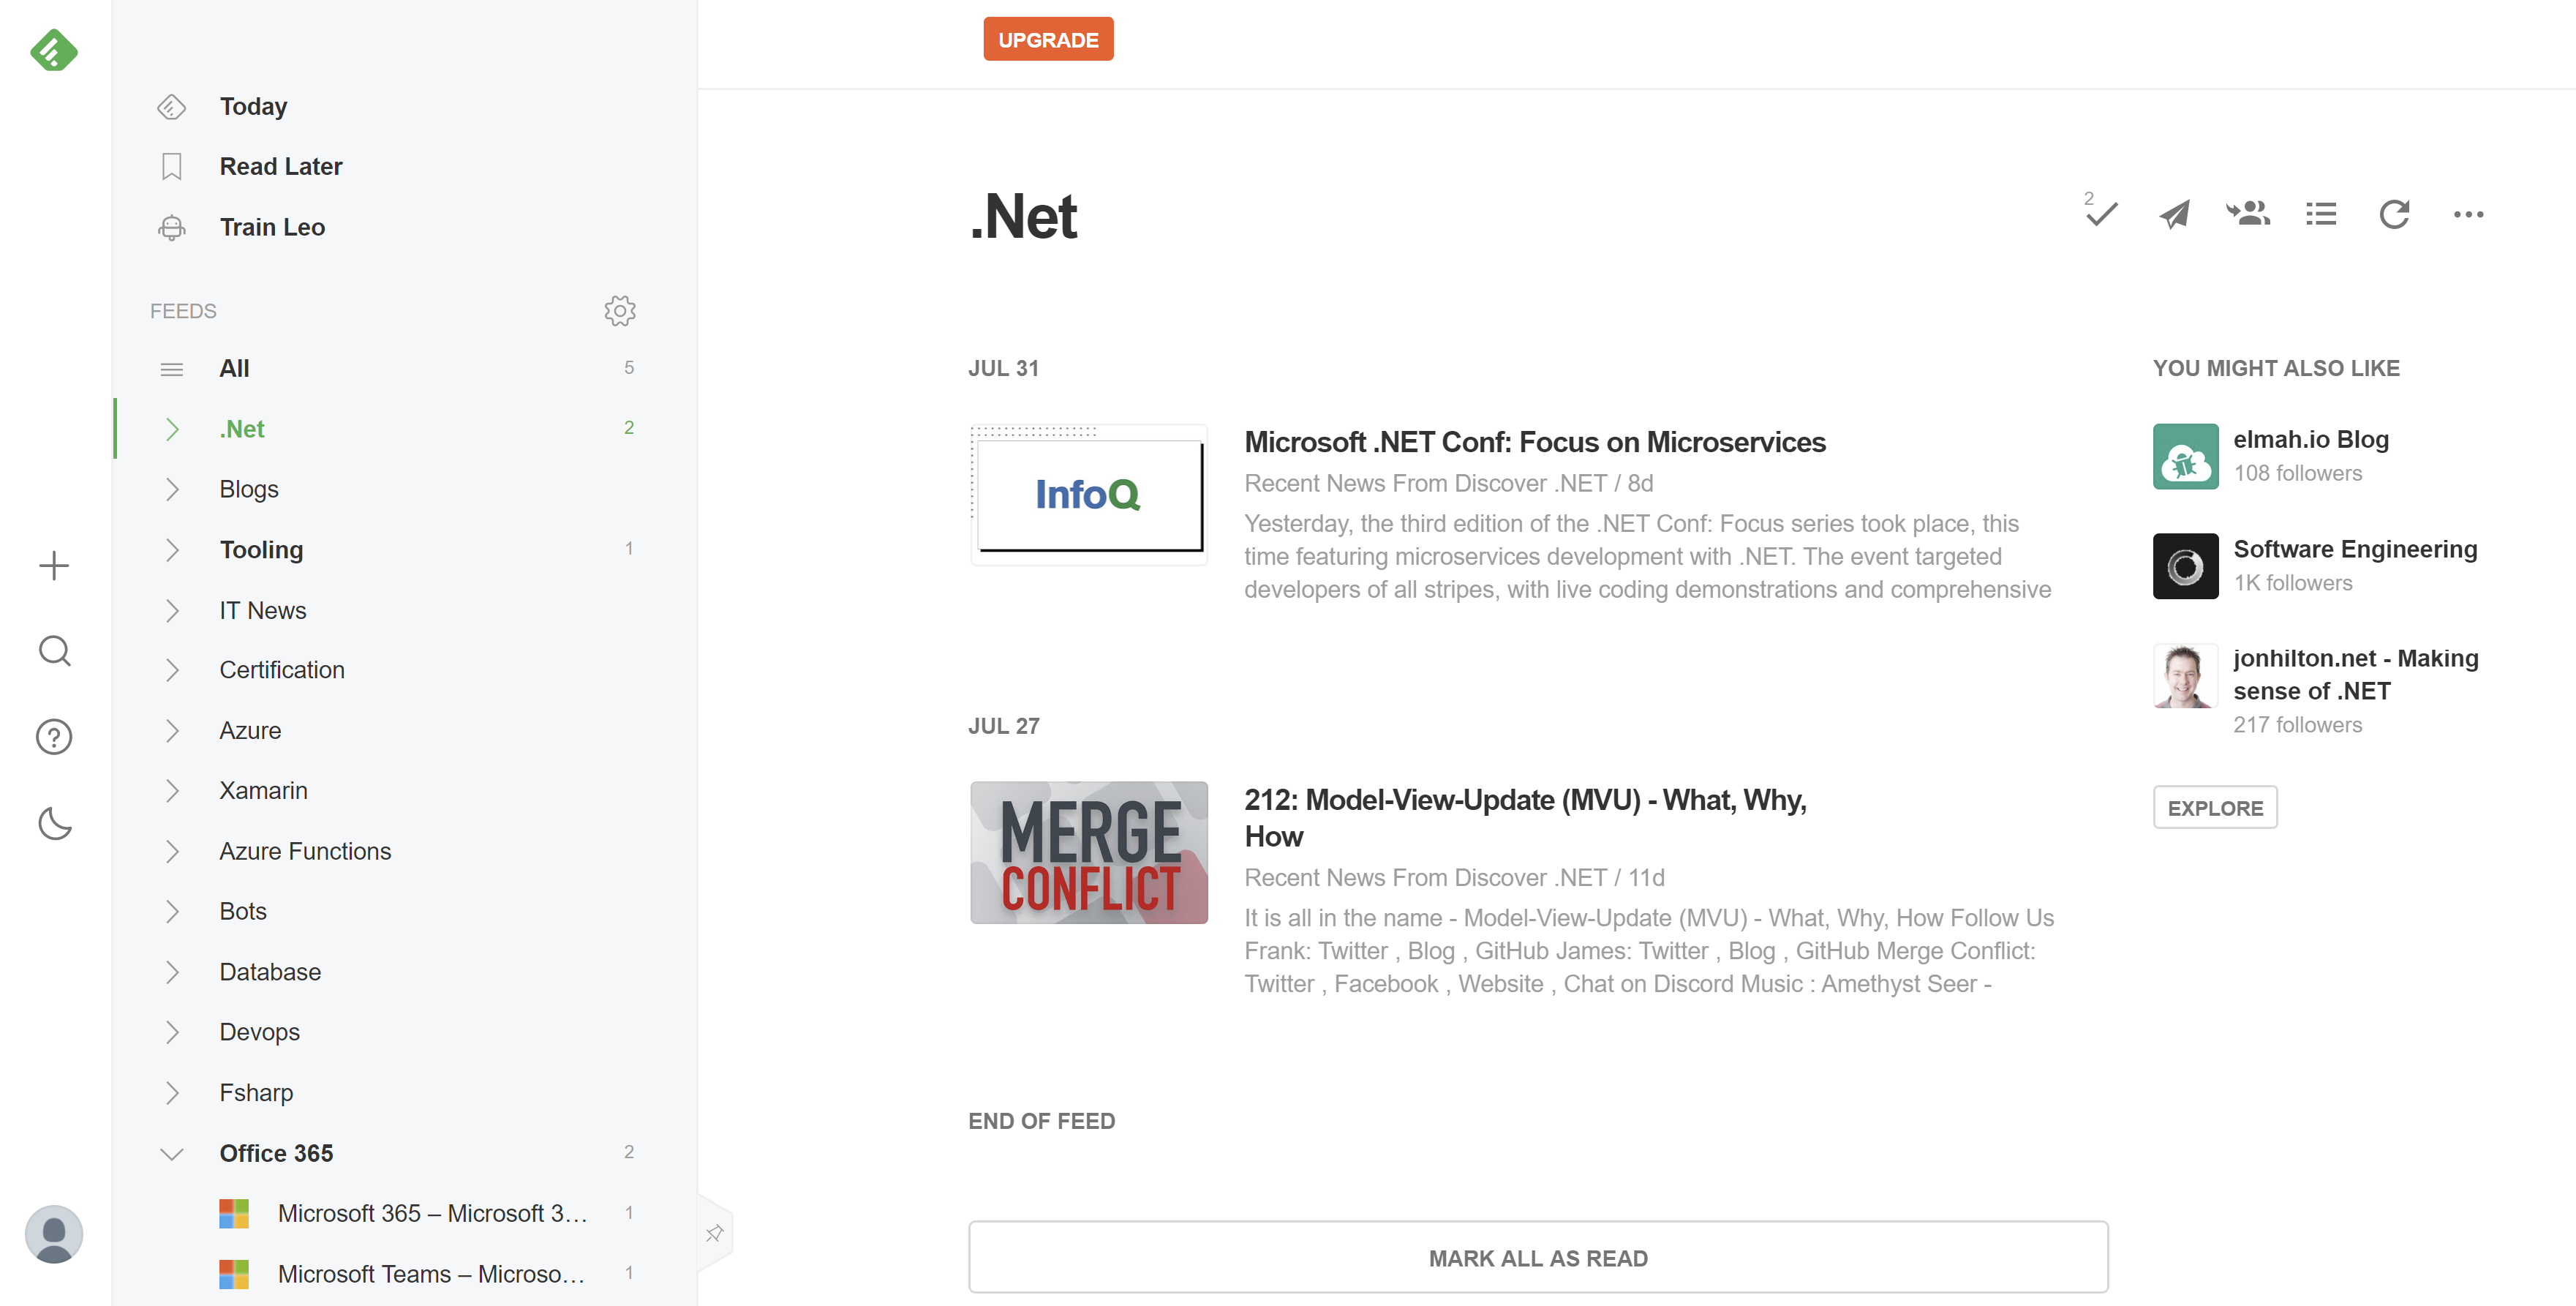 UPGRADE
Today
Read Later
Train Leo
FEEDS
All 5
.Net 2
Blogs
Tooling 1
IT News
Certification
Azure
Xamarin
Azure Functions
Bots
Database
Devops
Fsharp
Office 365 2
Microsoft 365 – Microsoft 3... 1
Microsoft Teams – Microso... 1
.Net
2
JUL 31
InfoQ
Microsoft .NET Conf: Focus on Microservices
Recent News From Discover .NET / 8d
Yesterday, the third edition of the .NET Conf: Focus series took place, this
time featuring microservices development with .NET. The event targeted
developers of all stripes, with live coding demonstrations and comprehensive
JUL 27
MERGE
CONFLICT
212: Model-View-Update (MVU) - What, Why,
How
Recent News From Discover .NET / 11d
It is all in the name - Model-View-Update (MVU) - What, Why, How Follow Us
Frank: Twitter , Blog , GitHub James: Twitter , Blog , GitHub Merge Conflict:
Twitter , Facebook , Website , Chat on Discord Music : Amethyst Seer -
END OF FEED
MARK ALL AS READ
YOU MIGHT ALSO LIKE
elmah.io Blog
108 followers
Software Engineering
1K followers
jonhilton.net - Making
sense of .NET
217 followers
EXPLORE